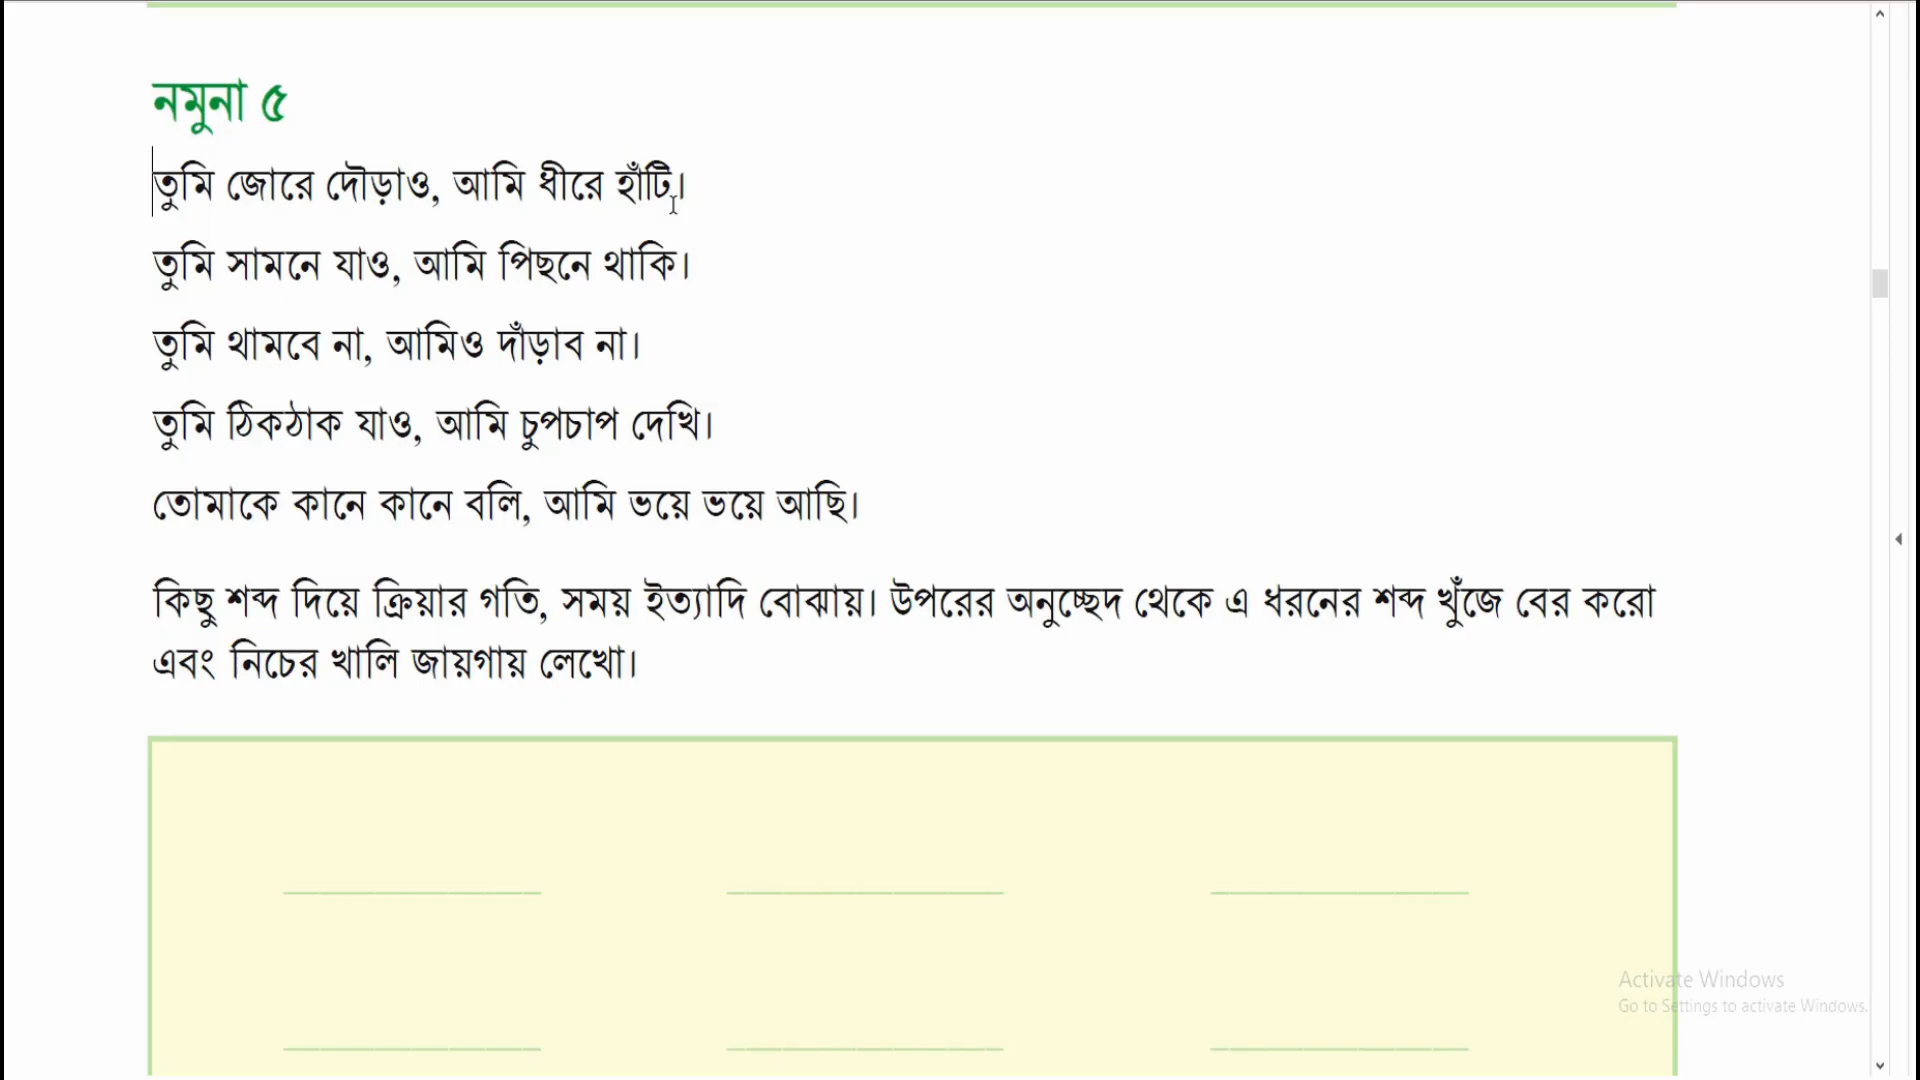 নমুনা ৫
তুমি জোরে দৌড়াও, আমি ধীরে হাঁটি।
তুমি সামনে যাও, আমি পিছনে থাকি।
তুমি থামবে না, আমিও দাঁড়াব না।
তুমি ঠিকঠাক যাও, আমি চুপচাপ দেখি।
তোমাকে কানে কানে বলি, আমি ভয়ে ভয়ে আছি।
কিছু শব্দ দিয়ে ক্রিয়ার গতি, সময় ইত্যাদি বোঝায়। উপরের অনুচ্ছেদ থেকে এ ধরনের শব্দ খুঁজে বের করো
এবং নিচের খালি জায়গায় লেখো।
Activate Windows
Go to Settings to activate Windows.